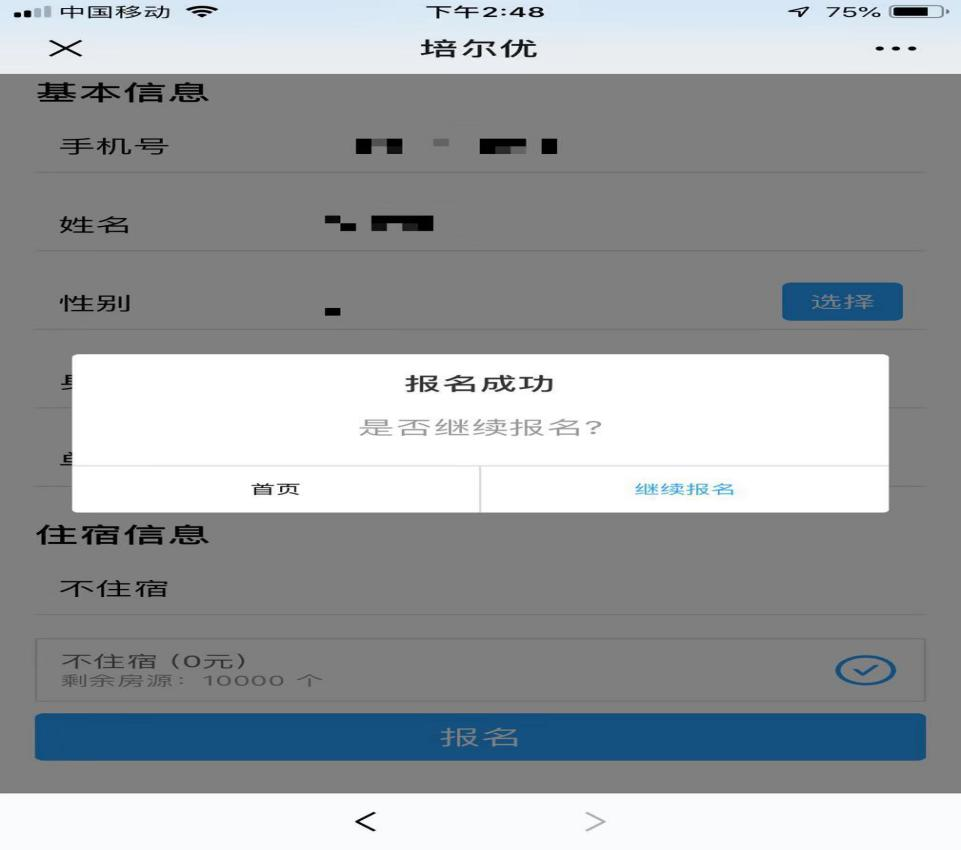 中国移动 下午2:48 75%
培尔优
基本信息
手机号
姓名
性别 选择
报名成功
是否继续报名?
首页 继续报名
住宿信息
不住宿
不住宿（0元）
剩余房源：10000 个
报名